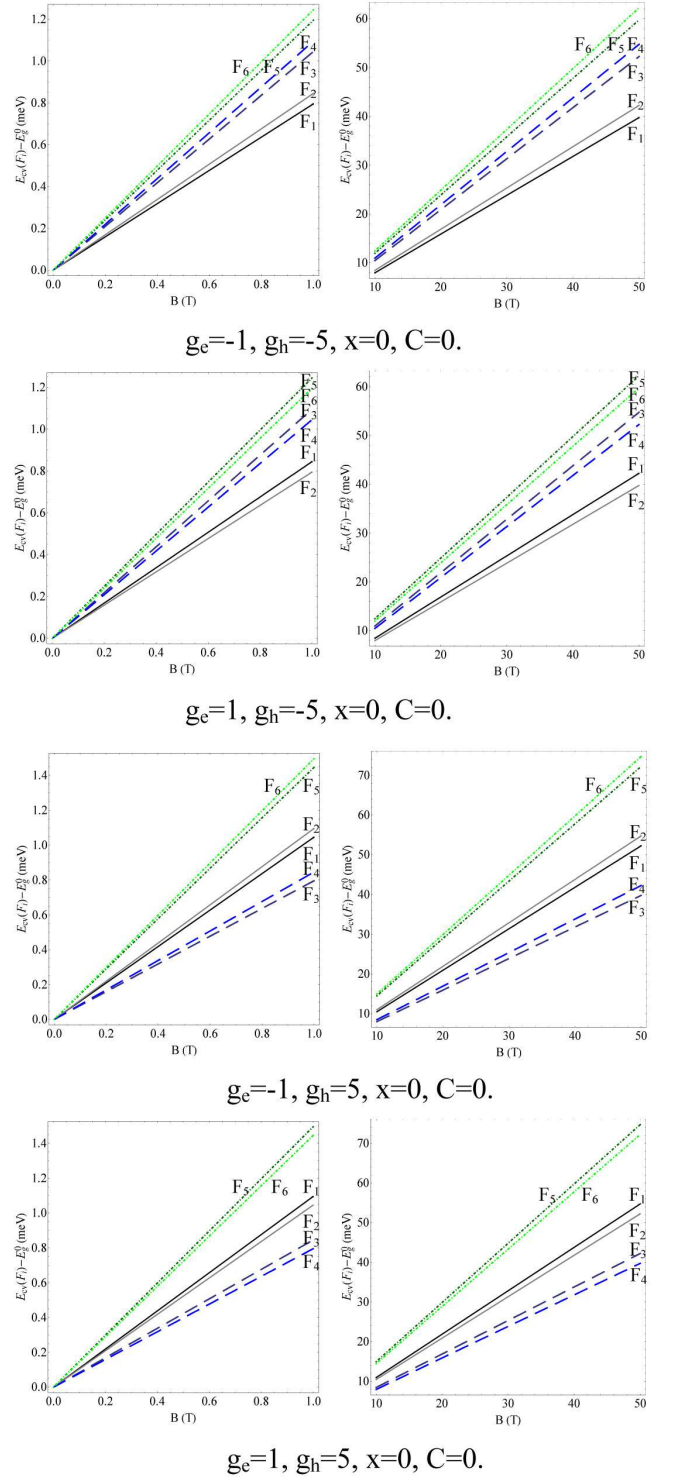 E_cv(F_i)−E_g^0 (meV)
1.2
1.0
0.8
0.6
0.4
0.2
0.0
F6 F5 F4
F3
F2
F1
0.0 0.2 0.4 0.6 0.8 1.0
B (T)
E_cv(F_i)−E_g^0 (meV)
60
50
40
30
20
10
F6 F5 F4
F3
F2
F1
10 20 30 40 50
B (T)
g_e=-1, g_h=-5, x=0, C=0.
E_cv(F_i)−E_g^0 (meV)
1.2
1.0
0.8
0.6
0.4
0.2
0.0
F5
F6
F3
F4
F1
F2
0.0 0.2 0.4 0.6 0.8 1.0
B (T)
E_cv(F_i)−E_g^0 (meV)
60
50
40
30
20
10
F5
F6
F3
F4
F1
F2
10 20 30 40 50
B (T)
g_e=1, g_h=-5, x=0, C=0.
E_cv(F_i)−E_g^0 (meV)
1.4
1.2
1.0
0.8
0.6
0.4
0.2
0.0
F6 F5
F2
F1
F4
F3
0.0 0.2 0.4 0.6 0.8 1.0
B (T)
E_cv(F_i)−E_g^0 (meV)
70
60
50
40
30
20
10
F6 F5
F2
F1
F4
F3
10 20 30 40 50
B (T)
g_e=-1, g_h=5, x=0, C=0.
E_cv(F_i)−E_g^0 (meV)
1.4
1.2
1.0
0.8
0.6
0.4
0.2
0.0
F5 F6 F1
F2
F3
F4
0.0 0.2 0.4 0.6 0.8 1.0
B (T)
E_cv(F_i)−E_g^0 (meV)
70
60
50
40
30
20
10
F5 F6 F1
F2
F3
F4
10 20 30 40 50
B (T)
g_e=1, g_h=5, x=0, C=0.